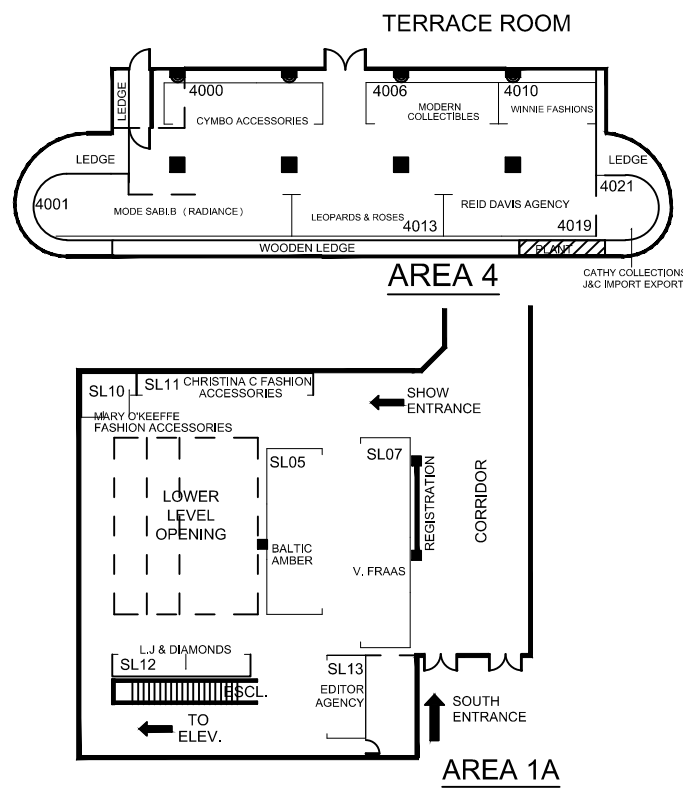 TERRACE ROOM
LEDGE
4000
CYMBO ACCESSORIES
4006
MODERN
COLLECTIBLES
4010
WINNIE FASHIONS
LEDGE
LEDGE
4001
MODE SABI.B (RADIANCE)
LEOPARDS & ROSES
4013
REID DAVIS AGENCY
4019
4021
WOODEN LEDGE
PLANT
CATHY COLLECTIONS
J&C IMPORT EXPORT
AREA 4
SL10
MARY O'KEEFFE
FASHION ACCESSORIES
SL11
CHRISTINA C FASHION
ACCESSORIES
SHOW
ENTRANCE
SL05
BALTIC
AMBER
SL07
V. FRAAS
REGISTRATION
CORRIDOR
LOWER
LEVEL
OPENING
L.J & DIAMONDS
SL12
ESCL.
TO
ELEV.
SL13
EDITOR
AGENCY
SOUTH
ENTRANCE
AREA 1A